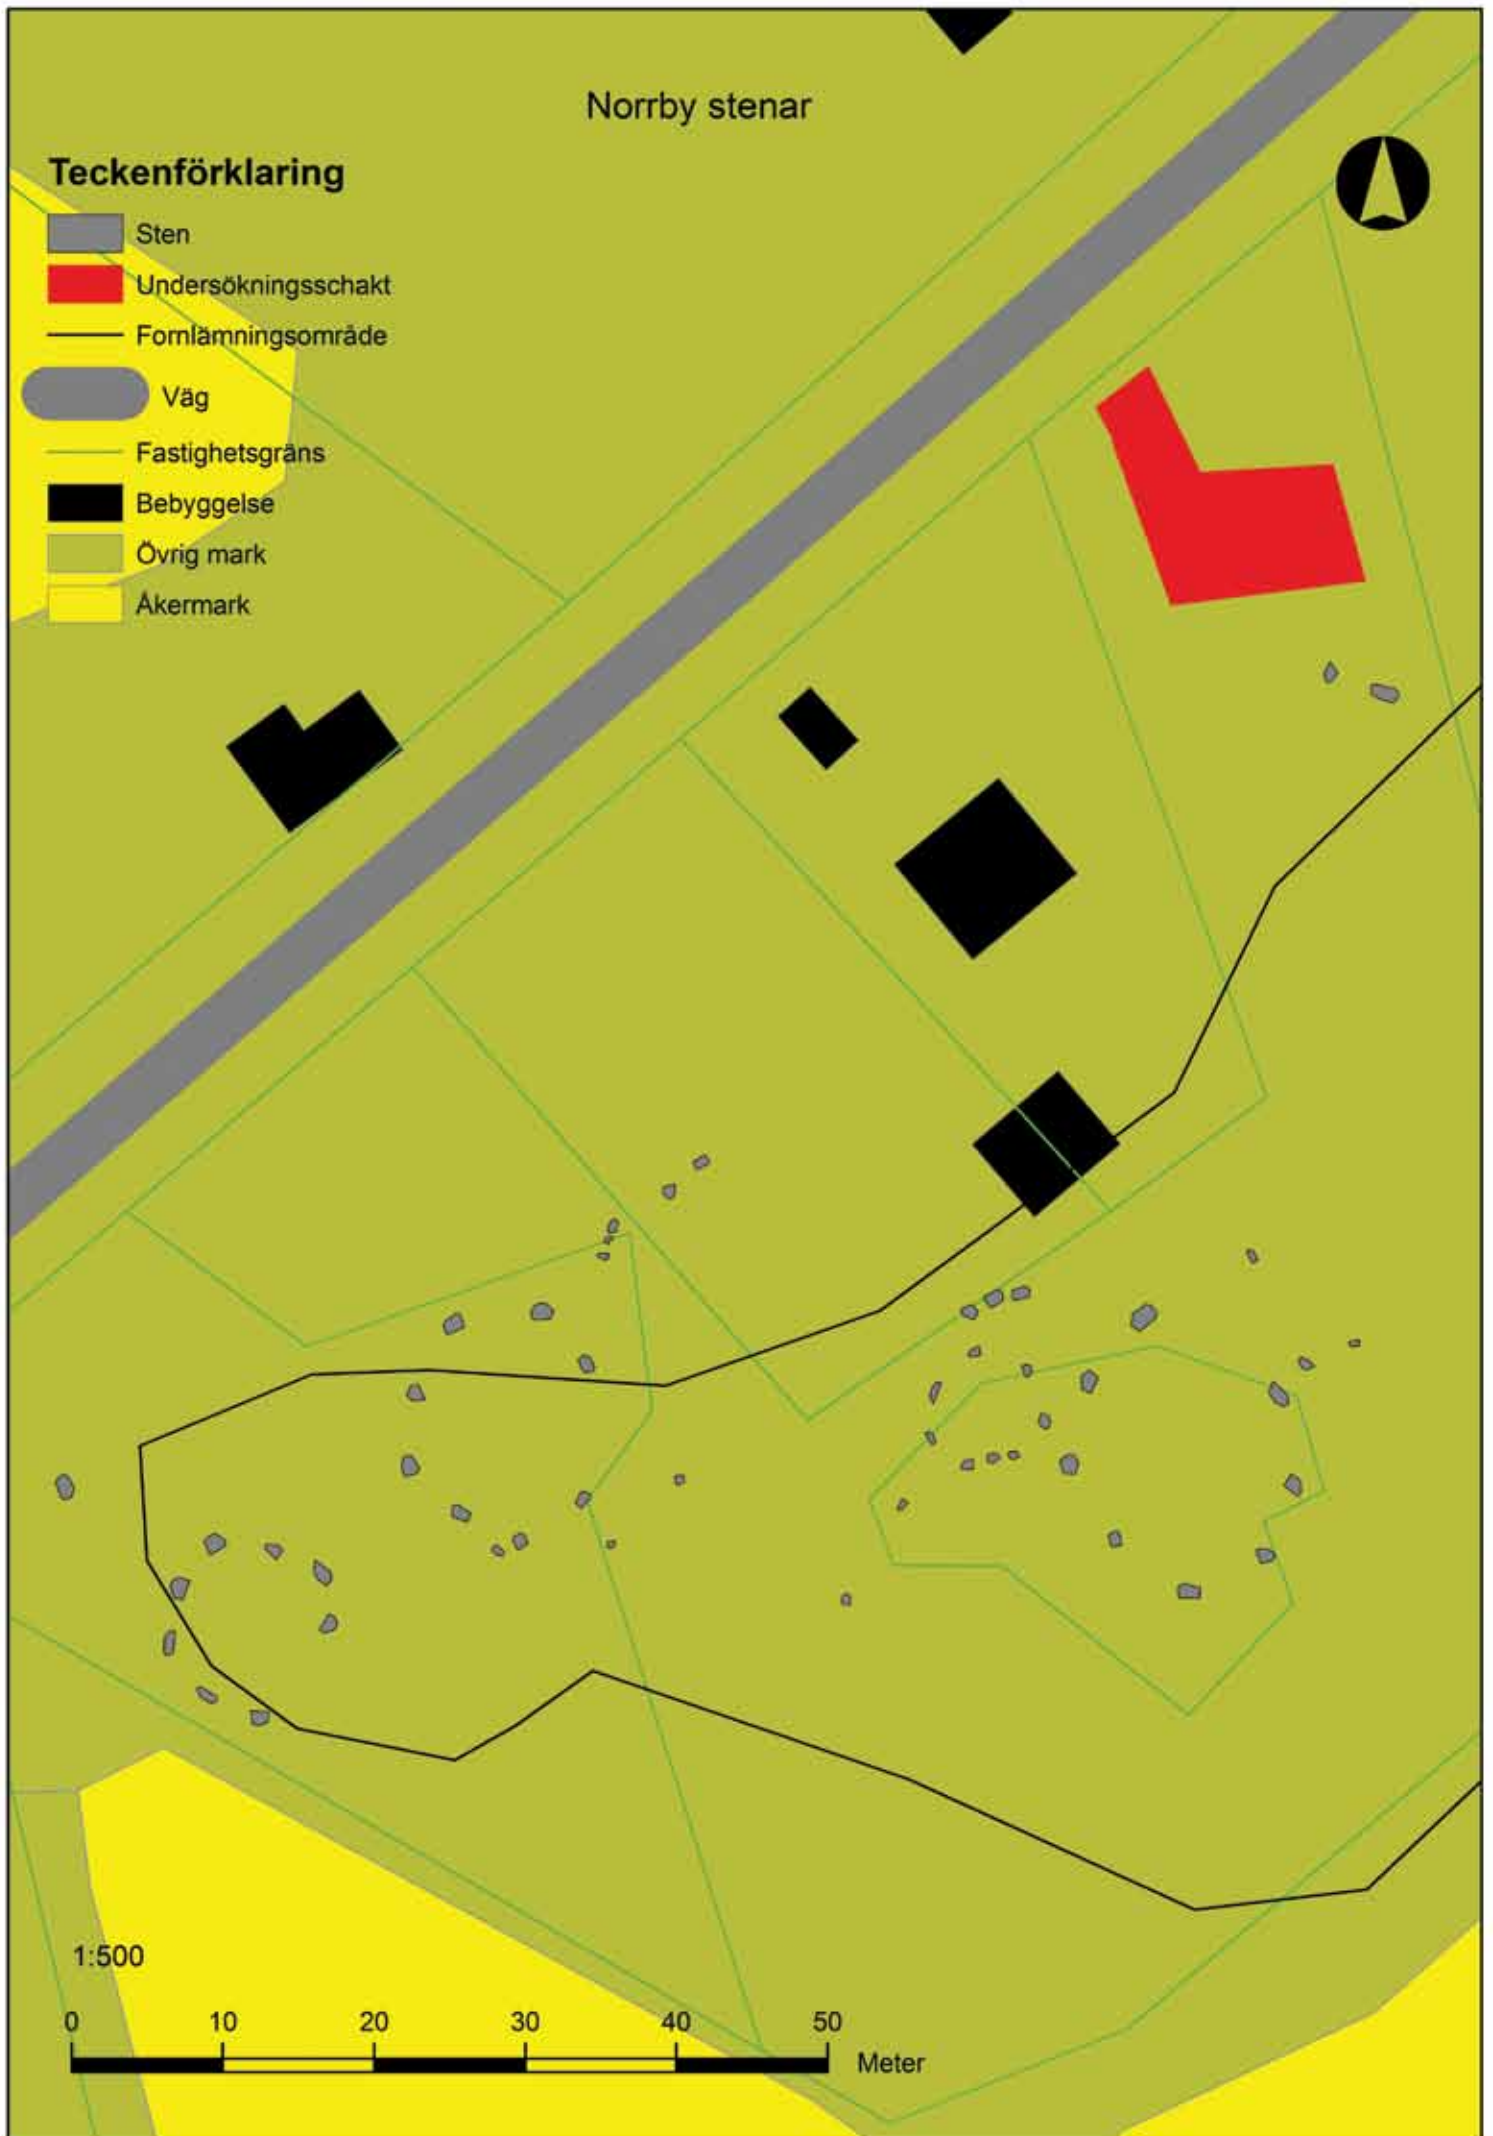 Norrby stenar
Teckenförklaring
Sten
Undersökningsschakt
Fornlämningsområde
Väg
Fastighetsgräns
Bebyggelse
Övrig mark
Åkermark
1:500
0 10 20 30 40 50
Meter